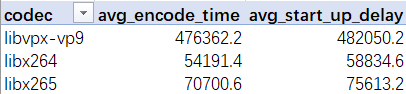 codec avg_encode_time avg_start_up_delay
libvpx-vp9 476362.2 482050.2
libx264 54191.4 58834.6
libx265 70700.6 75613.2